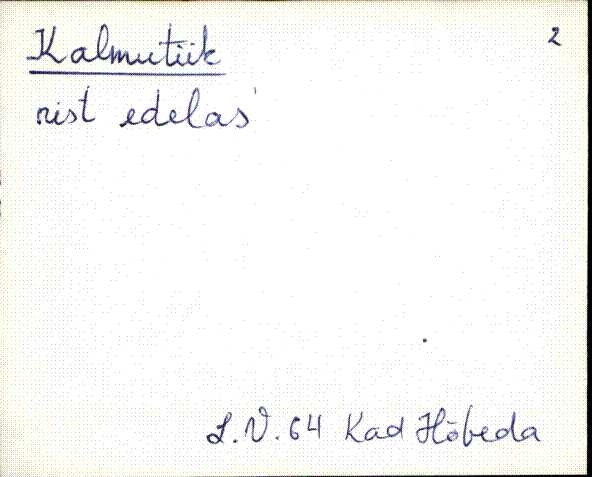 2
Kalmutiik
rist edelas
L.V. 64 Kad Hõbeda